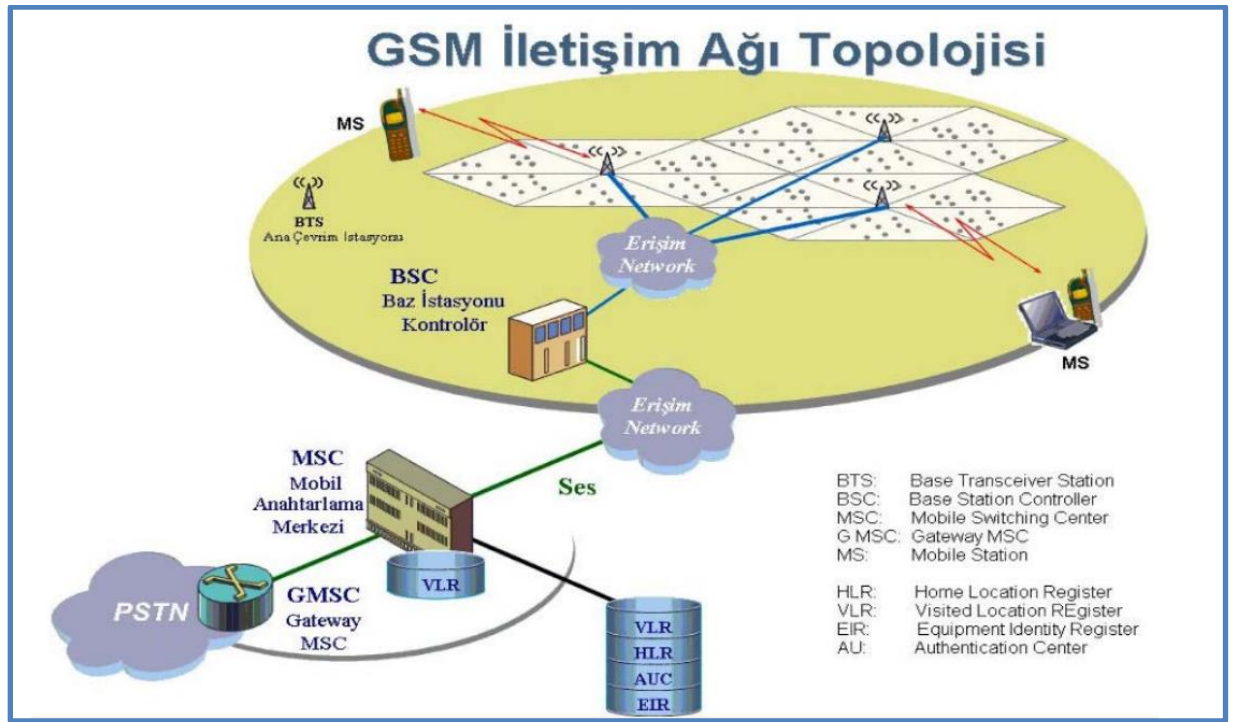 GSM İletişim Ağı Topolojisi
MS
BTS
Ana Çevrim İstasyonu
Erişim
Network
BSC
Baz İstasyonu
Kontrolör
MS
Erişim
Network
MSC
Mobil
Anahtarlama
Merkezi
Ses
VLR
PSTN
GMSC
Gateway
MSC
VLR
HLR
AUC
EIR
BTS: Base Transceiver Station
BSC: Base Station Controller
MSC: Mobile Switching Center
G MSC: Gateway MSC
MS: Mobile Station
HLR: Home Location Register
VLR: Visited Location REgister
EIR: Equipment Identity Register
AU: Authentication Center